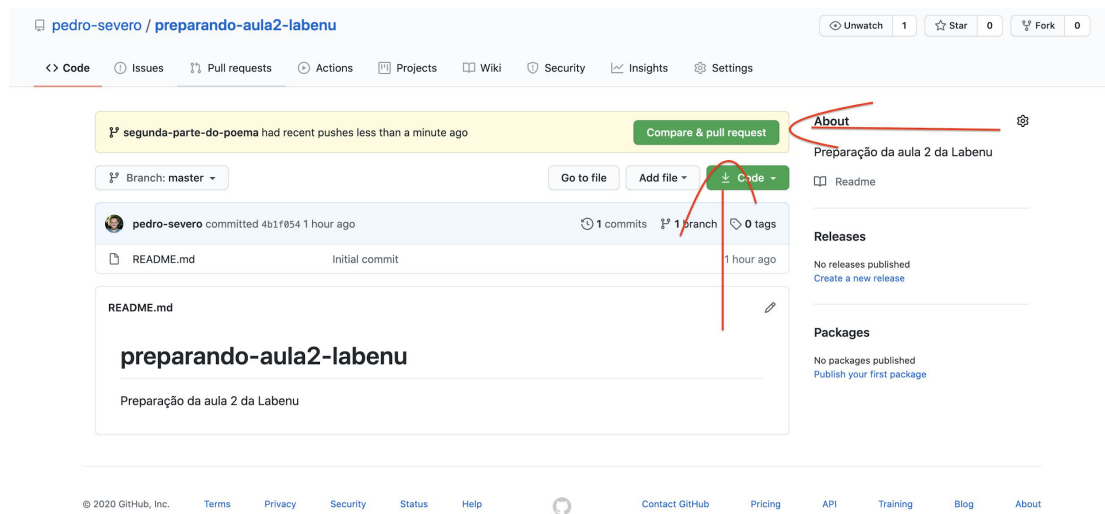 pedro-severo / preparando-aula2-labenu
Unwatch 1 Star 0 Fork 0
Code Issues Pull requests Actions Projects Wiki Security Insights Settings
segunda-parte-do-poema had recent pushes less than a minute ago Compare & pull request
Branch: master Go to file Add file Code
pedro-severo committed 4b1f054 1 hour ago 1 commits 1 branch 0 tags
README.md Initial commit 1 hour ago
README.md
preparando-aula2-labenu
Preparação da aula 2 da Labenu
About
Preparação da aula 2 da Labenu
Readme
Releases
No releases published
Create a new release
Packages
No packages published
Publish your first package
© 2020 GitHub, Inc. Terms Privacy Security Status Help Contact GitHub Pricing API Training Blog About